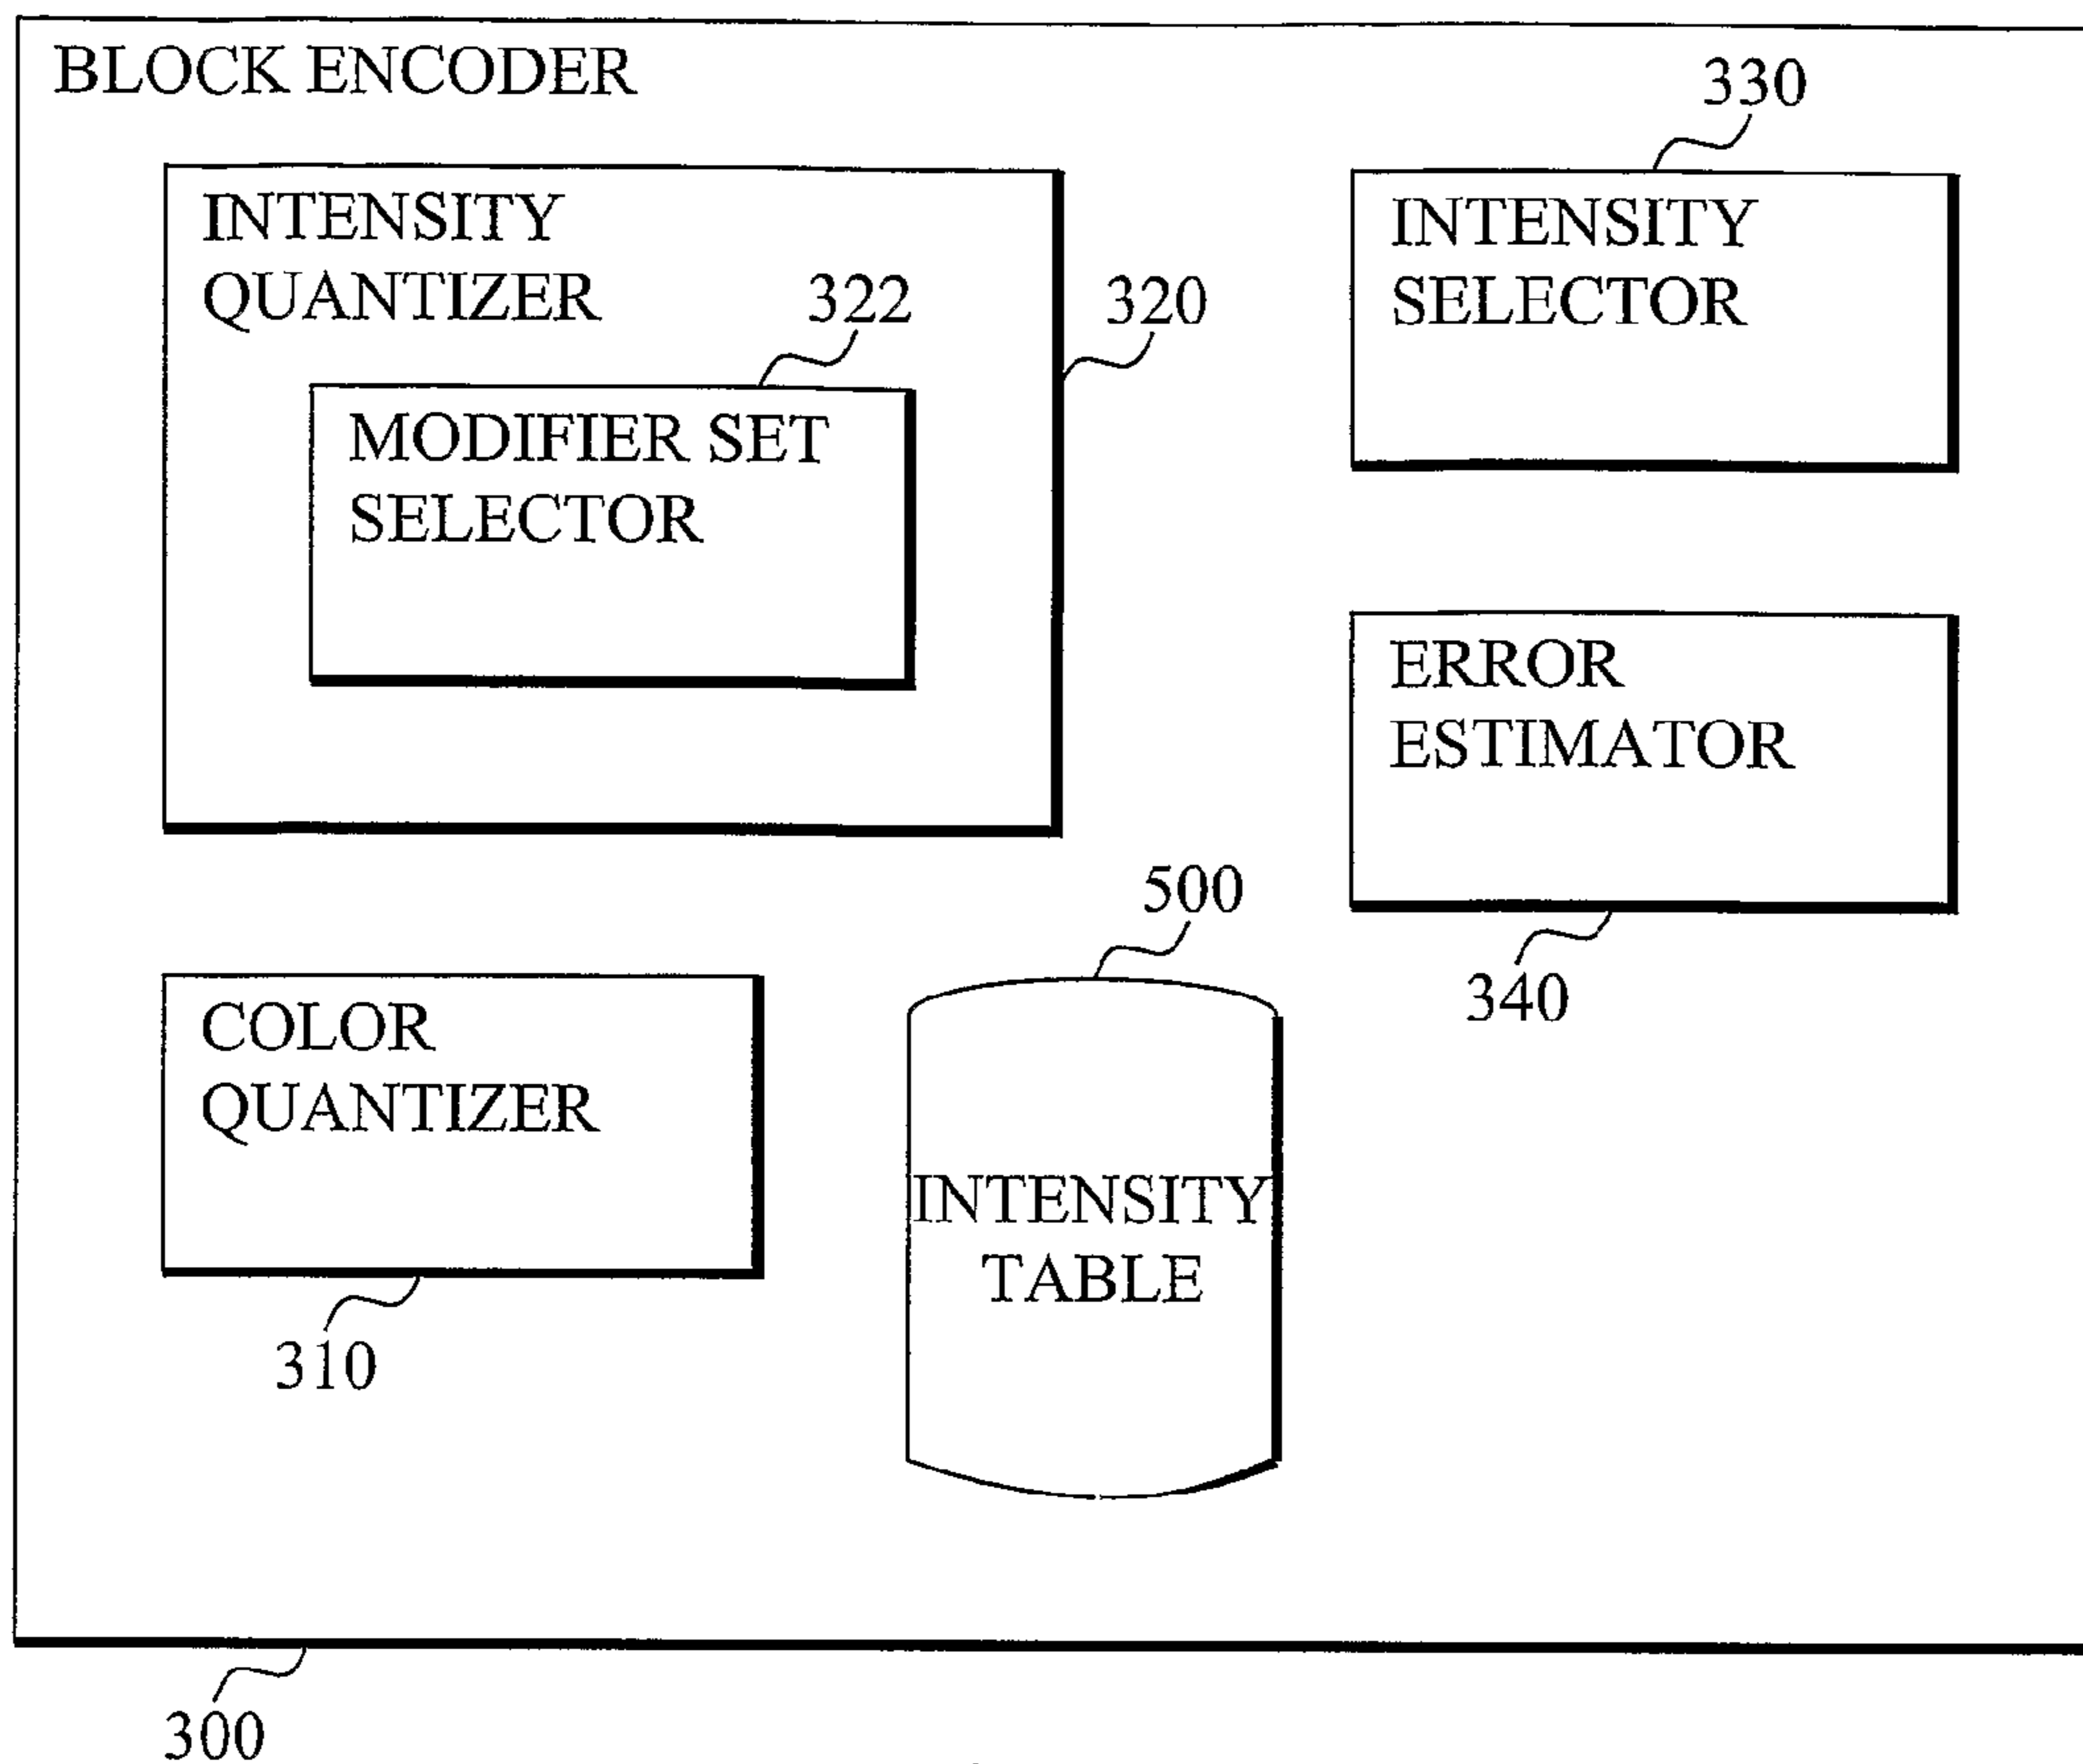 BLOCK ENCODER
330
INTENSITY
QUANTIZER
322
320
INTENSITY
SELECTOR
MODIFIER SET
SELECTOR
ERROR
ESTIMATOR
500
340
COLOR
QUANTIZER
INTENSITY
TABLE
310
300